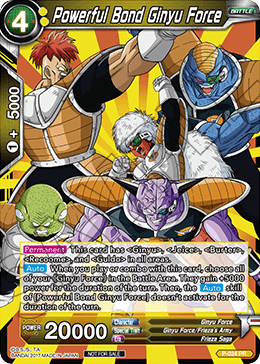 4
Powerful Bond Ginyu Force
BATTLE
1 + 5000
Permanent This card has <Ginyu>, <Jeice>, <Burter>,
<Recoome>, and <Guldo> in all areas.
Auto When you play or combo with this card, choose all
of your {Ginyu Force} in the Battle Area. They gain +5000
power for the duration of the turn. Then, the Auto skill
of {Powerful Bond Ginyu Force} doesn't activate for the
duration of the turn.
POWER
20000
Character
Ginyu Force
Special Trait
Ginyu Force/Frieza's Army
Era
Frieza Saga
BANDAI 2017 MADE IN JAPAN
NOT FOR SALE
P-024 PR